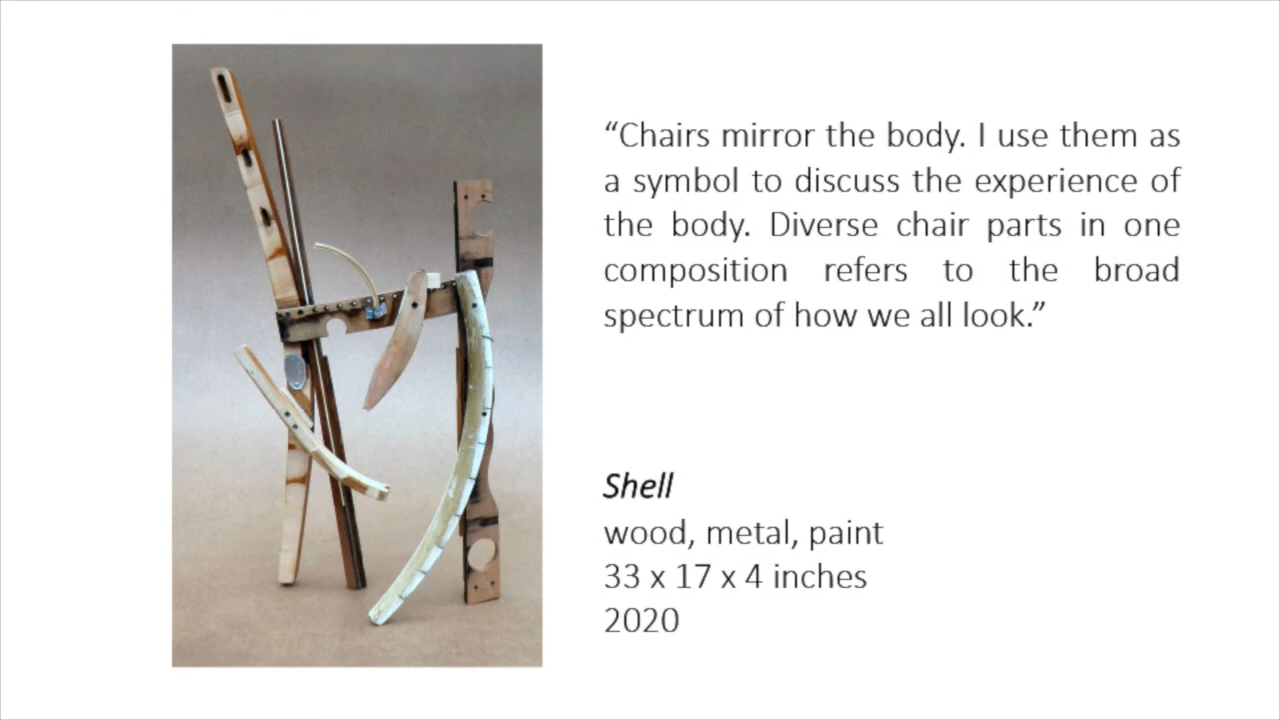 “Chairs mirror the body. I use them as
a symbol to discuss the experience of
the body. Diverse chair parts in one
composition refers to the broad
spectrum of how we all look.”
Shell
wood, metal, paint
33 x 17 x 4 inches
2020